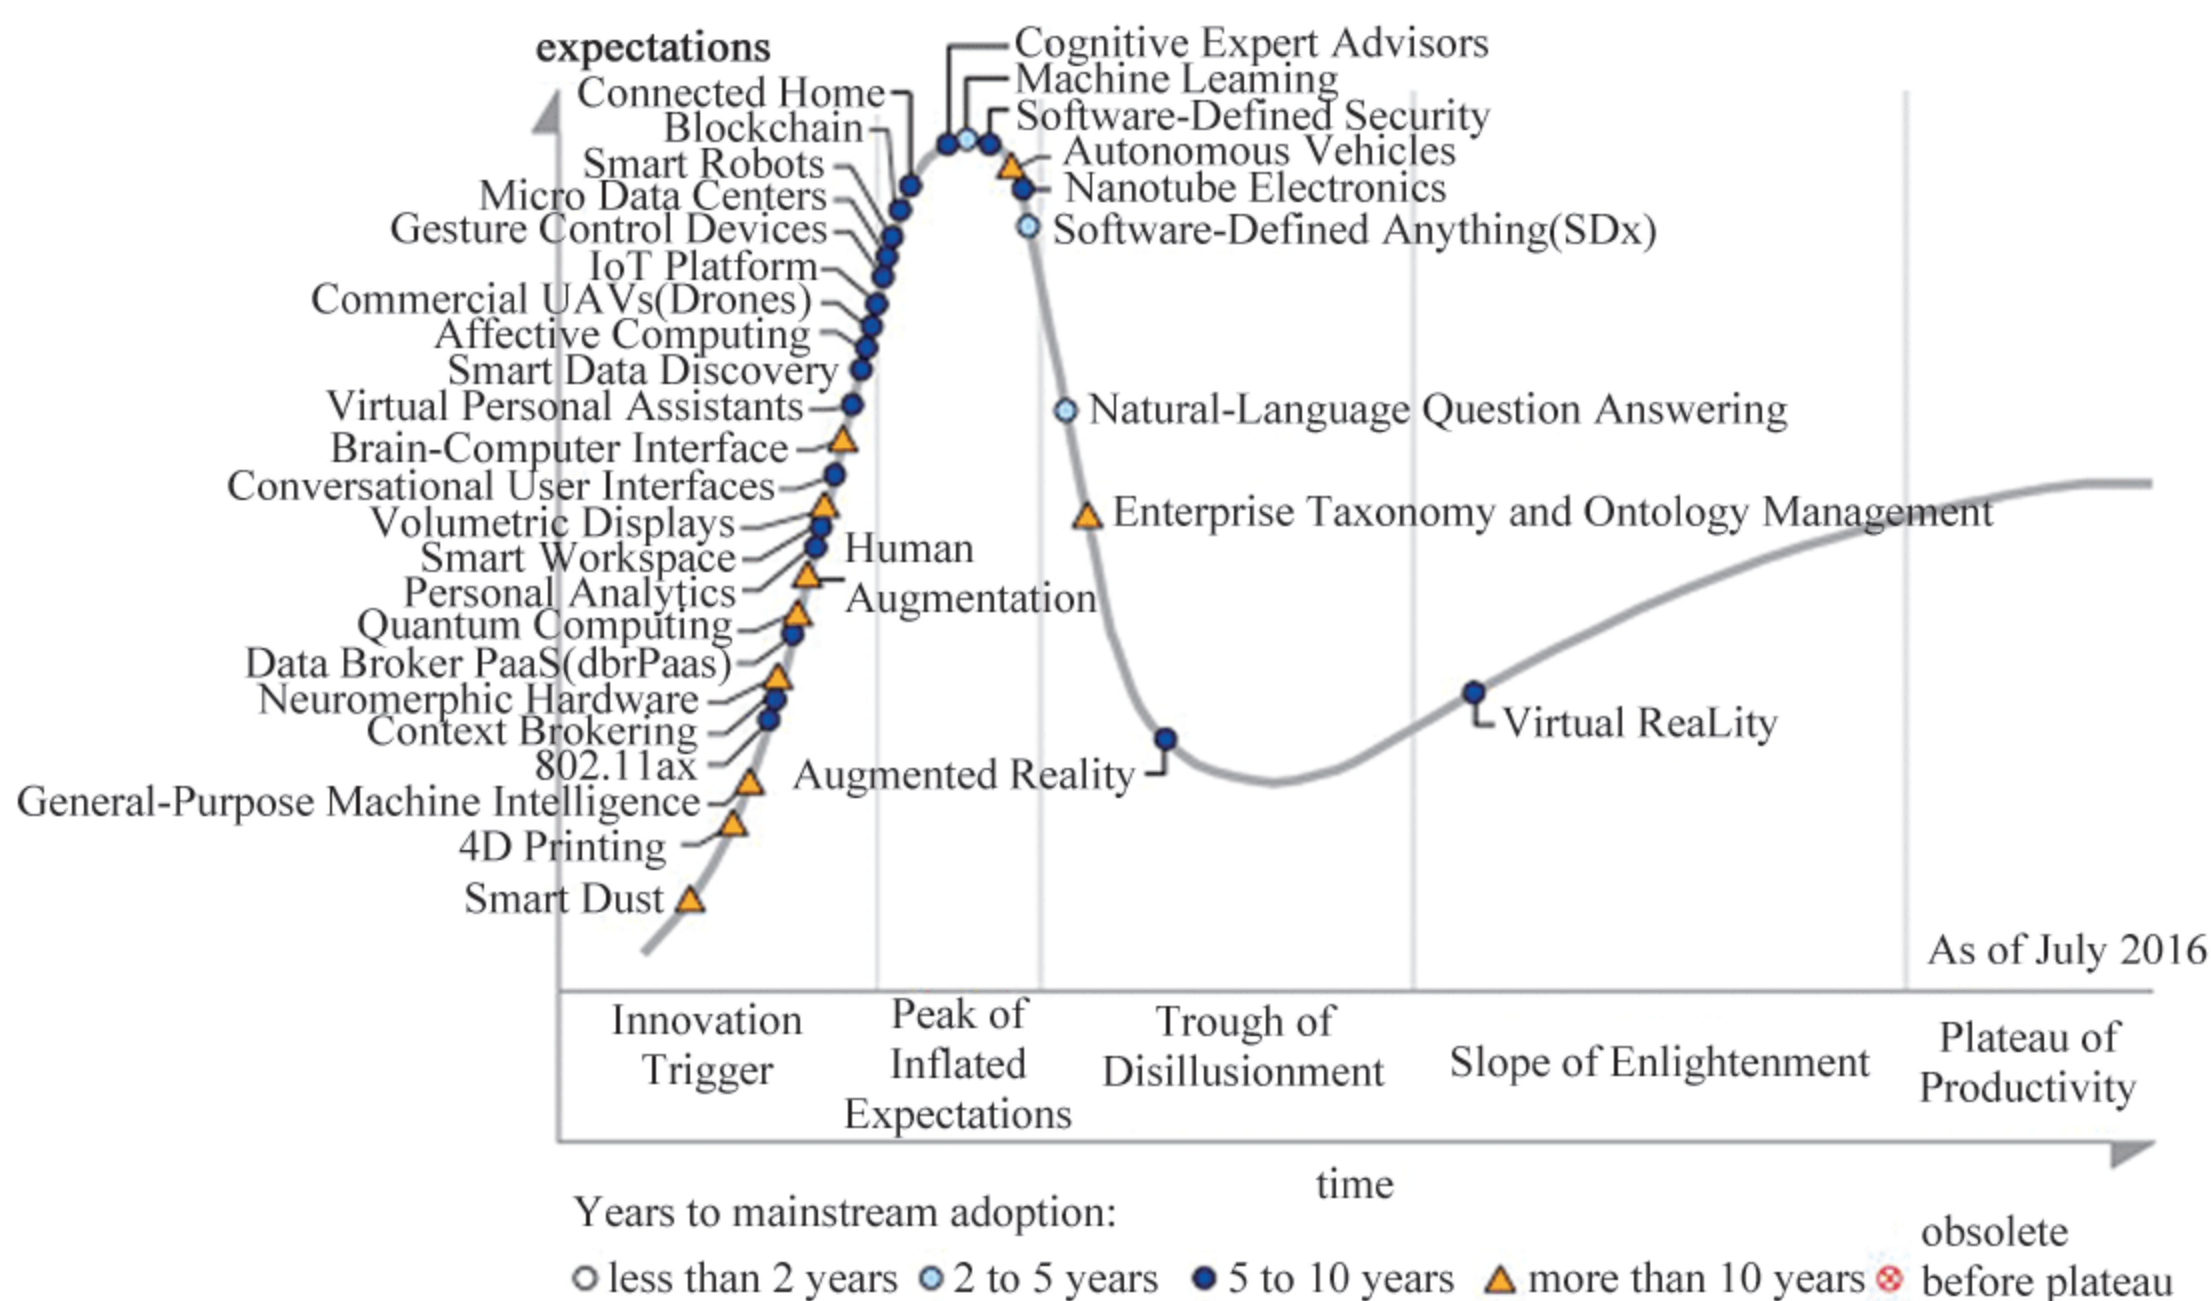 expectations
Cognitive Expert Advisors
Machine Leaming
Connected Home
Software-Defined Security
Blockchain
Autonomous Vehicles
Smart Robots
Nanotube Electronics
Micro Data Centers
Gesture Control Devices
Software-Defined Anything(SDx)
IoT Platform
Commercial UAVs(Drones)
Affective Computing
Smart Data Discovery
Virtual Personal Assistants
Natural-Language Question Answering
Brain-Computer Interface
Conversational User Interfaces
Volumetric Displays
Enterprise Taxonomy and Ontology Management
Smart Workspace
Human
Augmentation
Personal Analytics
Quantum Computing
Data Broker PaaS(dbrPaas)
Neuromerphic Hardware
Context Brokering
Virtual ReaLity
802.11ax
Augmented Reality
General-Purpose Machine Intelligence
4D Printing
Smart Dust
As of July 2016
Innovation
Trigger
Peak of
Inflated
Expectations
Trough of
Disillusionment
Slope of Enlightenment
Plateau of
Productivity
time
Years to mainstream adoption:
less than 2 years
2 to 5 years
5 to 10 years
more than 10 years
obsolete
before plateau